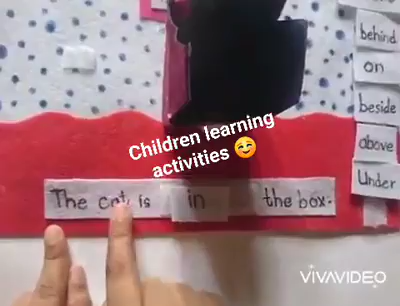 behind
on
beside
above
Under
Children learning
activities
The cat is in the box.
VIVAVIDEO